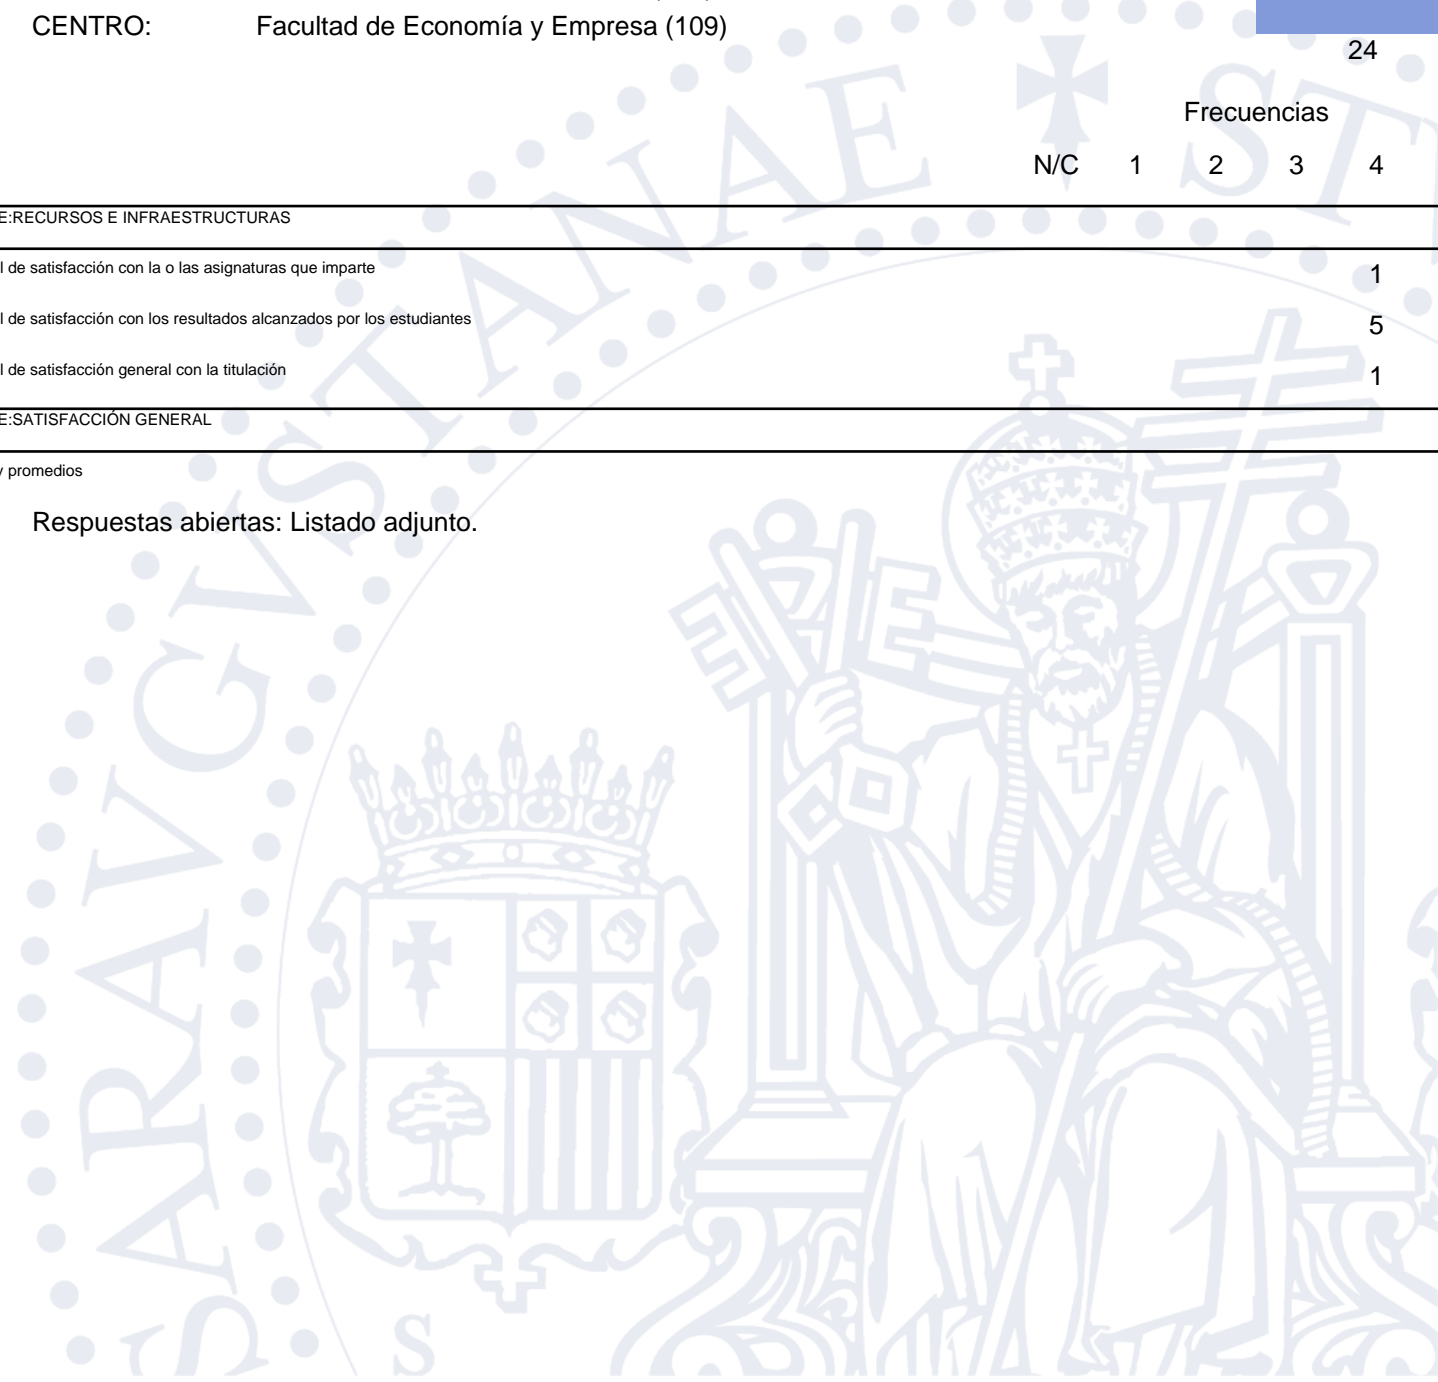 CENTRO: Facultad de Economía y Empresa (109)
24
Frecuencias
N/C 1 2 3 4
E:RECURSOS E INFRAESTRUCTURAS
l de satisfacción con la o las asignaturas que imparte 1
l de satisfacción con los resultados alcanzados por los estudiantes 5
l de satisfacción general con la titulación 1
E:SATISFACCIÓN GENERAL
y promedios
Respuestas abiertas: Listado adjunto.